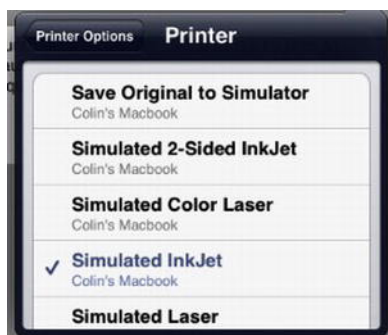 Printer Options
Printer
Save Original to Simulator
Colin's Macbook
Simulated 2-Sided InkJet
Colin's Macbook
Simulated Color Laser
Colin's Macbook
Simulated InkJet
Colin's Macbook
Simulated Laser